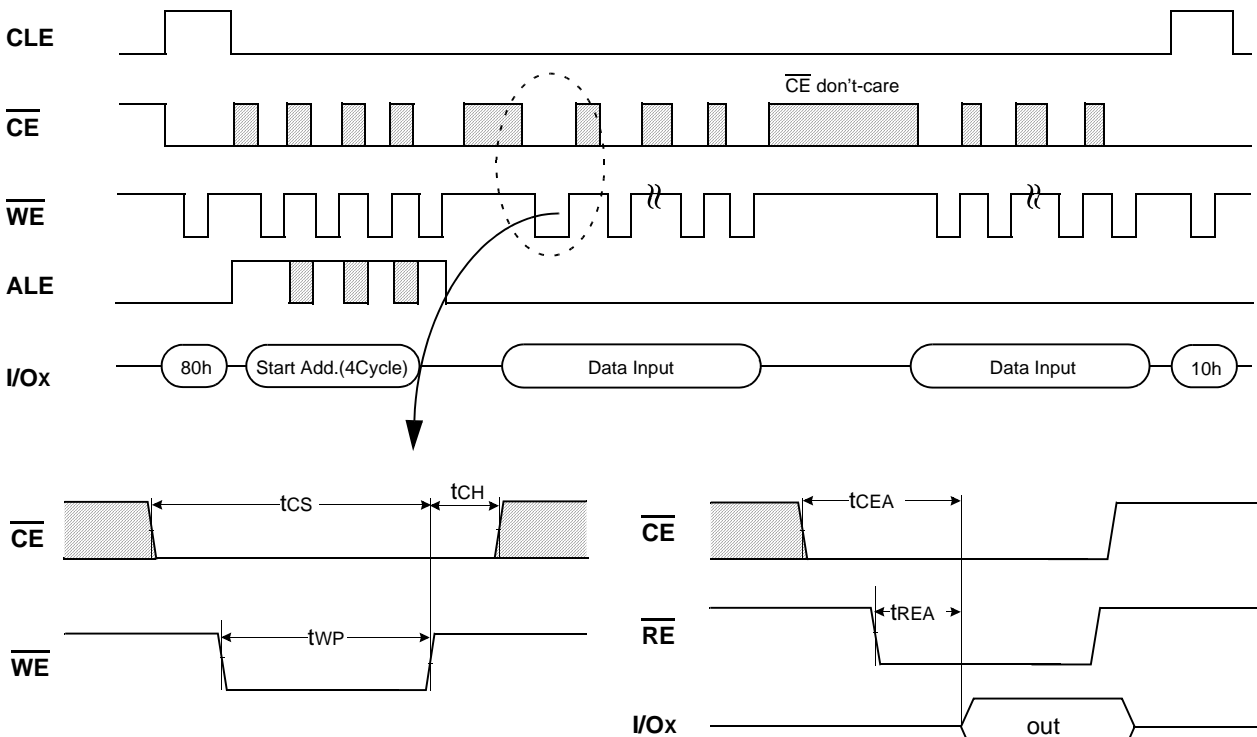 CLE
CE don't-care
CE
WE
ALE
I/Ox
80h
Start Add.(4Cycle)
Data Input
Data Input
10h
tCS
tCH
CE
tWP
WE
tCEA
CE
tREA
RE
I/Ox
out